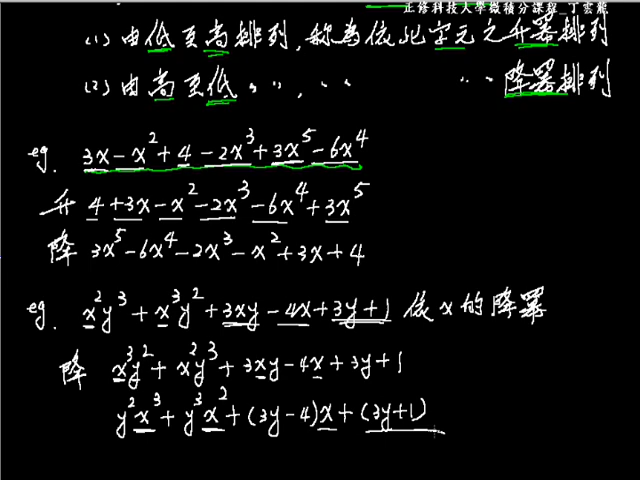 正修科技大學微積分課程_丁雲龍
(1) 由低至高排列, 称為依此字元之升冪排列
(2) 由高至低 〃 〃, 〃 〃 〃 〃 降冪排列
eg. 3x-x²+4-2x³+3x⁵-6x⁴
升 4+3x-x²-2x³-6x⁴+3x⁵
降 3x⁵-6x⁴-2x³-x²+3x+4
eg. x²y³+x³y²+3xy-4x+3y+1 依x的降冪
降 x³y²+x²y³+3xy-4x+3y+1
y²x³+y³x²+(3y-4)x+(3y+1)